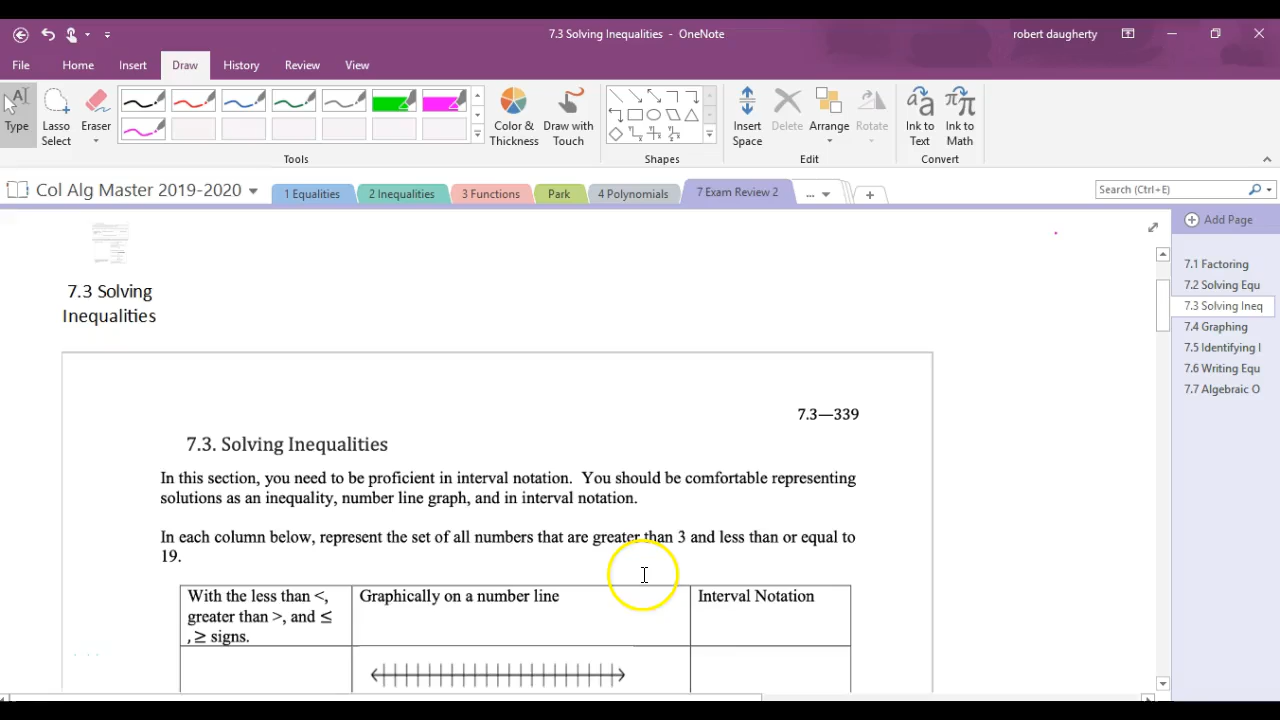 7.3 Solving Inequalities - OneNote
robert daugherty
File Home Insert Draw History Review View
Type
Lasso
Select
Eraser
Color &
Thickness
Draw with
Touch
Insert
Space
Delete
Arrange
Rotate
Ink to
Text
Ink to
Math
Tools
Shapes
Edit
Convert
Col Alg Master 2019-2020
1 Equalities
2 Inequalities
3 Functions
Park
4 Polynomials
7 Exam Review 2
...
Search (Ctrl+E)
Add Page
7.1 Factoring
7.2 Solving Equ
7.3 Solving Ineq
7.4 Graphing
7.5 Identifying I
7.6 Writing Equ
7.7 Algebraic O
7.3 Solving
Inequalities
7.3—339
7.3. Solving Inequalities
In this section, you need to be proficient in interval notation. You should be comfortable representing
solutions as an inequality, number line graph, and in interval notation.
In each column below, represent the set of all numbers that are greater than 3 and less than or equal to
19.
With the less than <,
greater than >, and ≤
, ≥ signs.
Graphically on a number line
Interval Notation